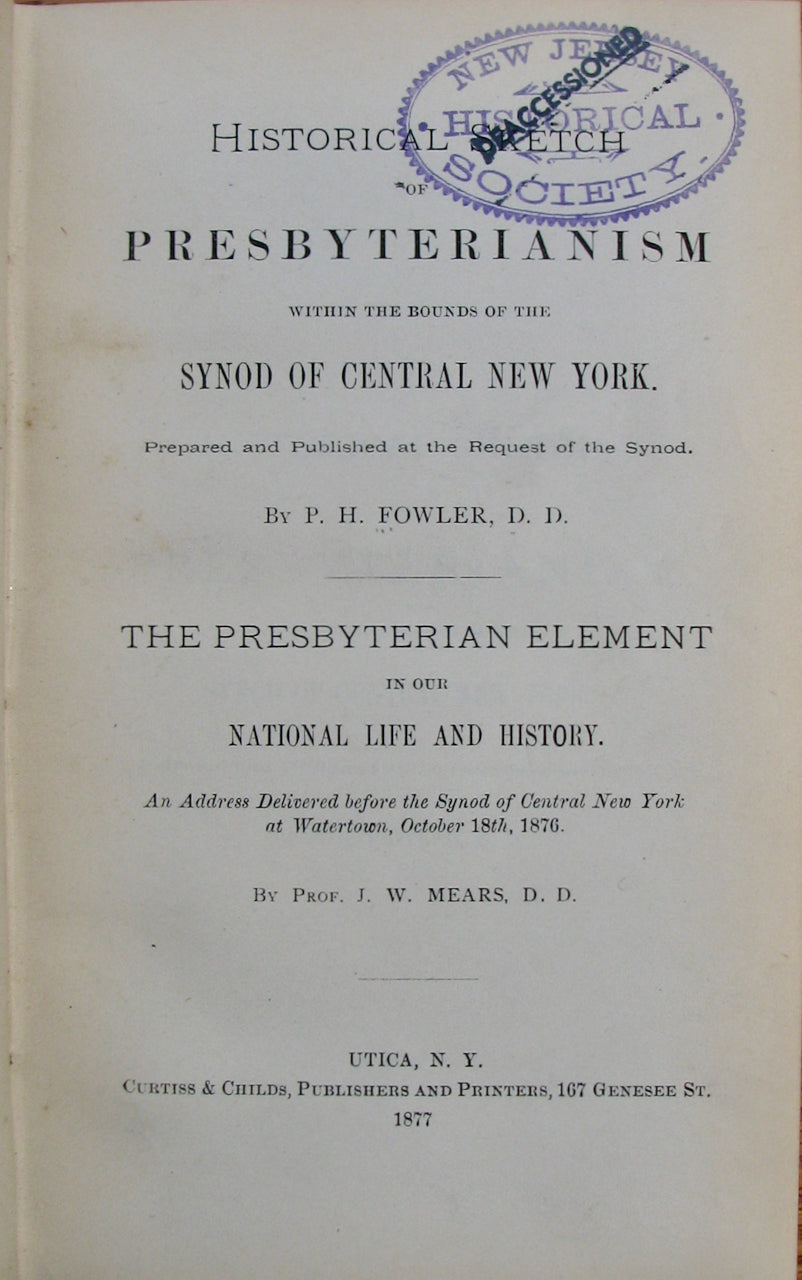 NEW JERSEY
HISTORICAL
SOCIETY.
DEACCESSIONED
HISTORICAL SKETCH
OF
PRESBYTERIANISM
WITHIN THE BOUNDS OF THE
SYNOD OF CENTRAL NEW YORK.
Prepared and Published at the Request of the Synod.
BY P. H. FOWLER, D. D.
THE PRESBYTERIAN ELEMENT
IN OUR
NATIONAL LIFE AND HISTORY.
An Address Delivered before the Synod of Central New York
at Watertown, October 18th, 1876.
BY PROF. J. W. MEARS, D. D.
UTICA, N. Y.
CURTISS & CHILDS, PUBLISHERS AND PRINTERS, 167 GENESEE ST.
1877